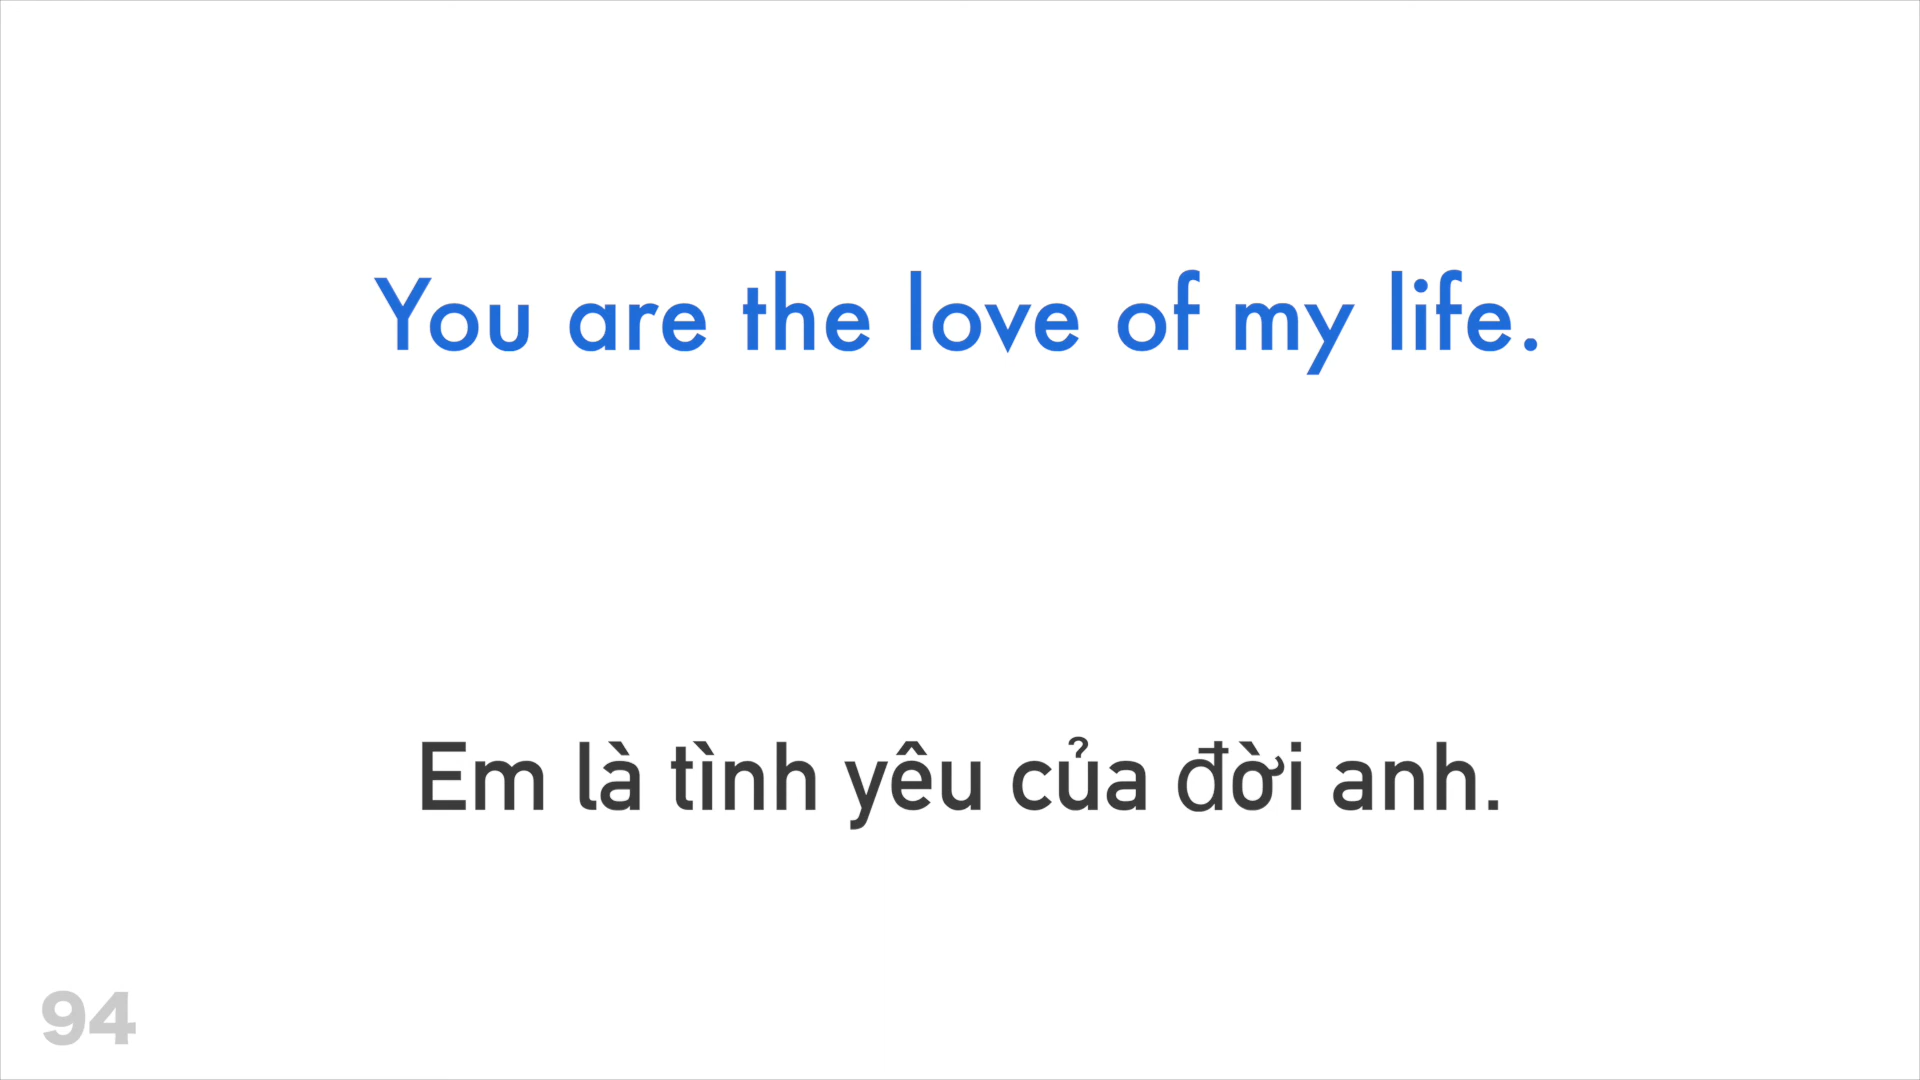 You are the love of my life.
Em là tình yêu của đời anh.
94